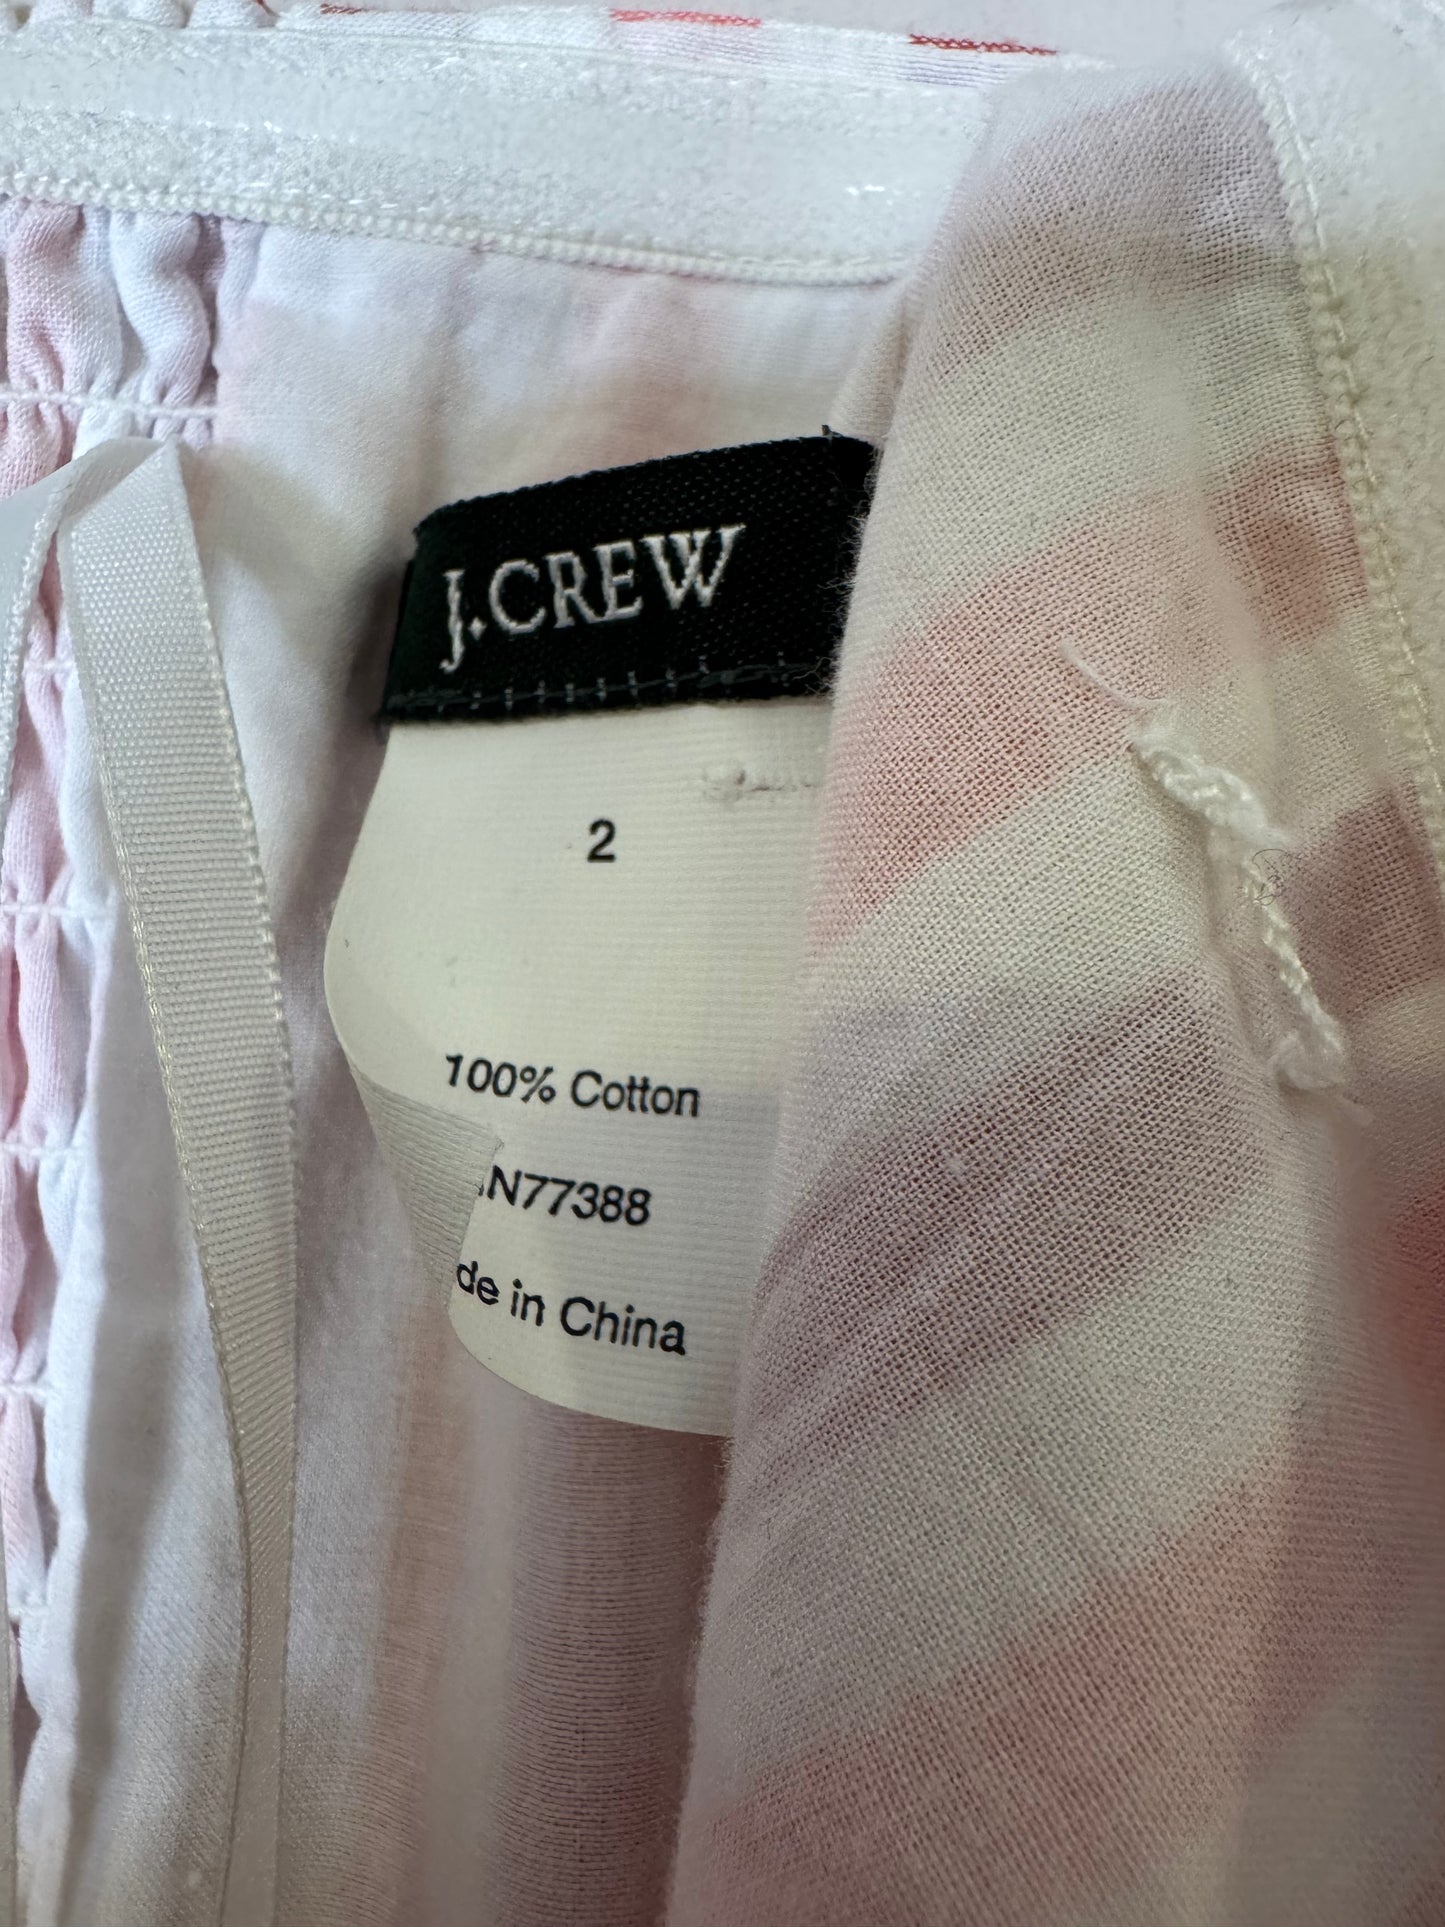 J.CREW
2
100% Cotton
N77388
de in China